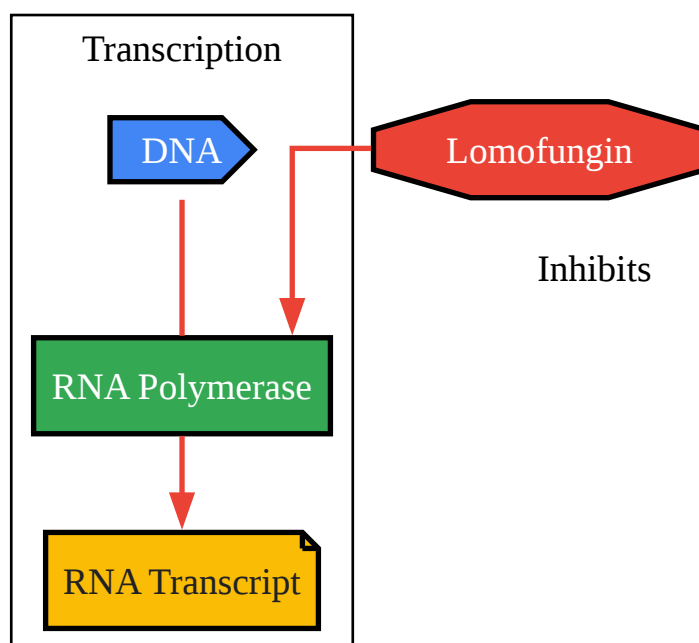 Transcription
DNA
Lomofungin
Inhibits
RNA Polymerase
RNA Transcript